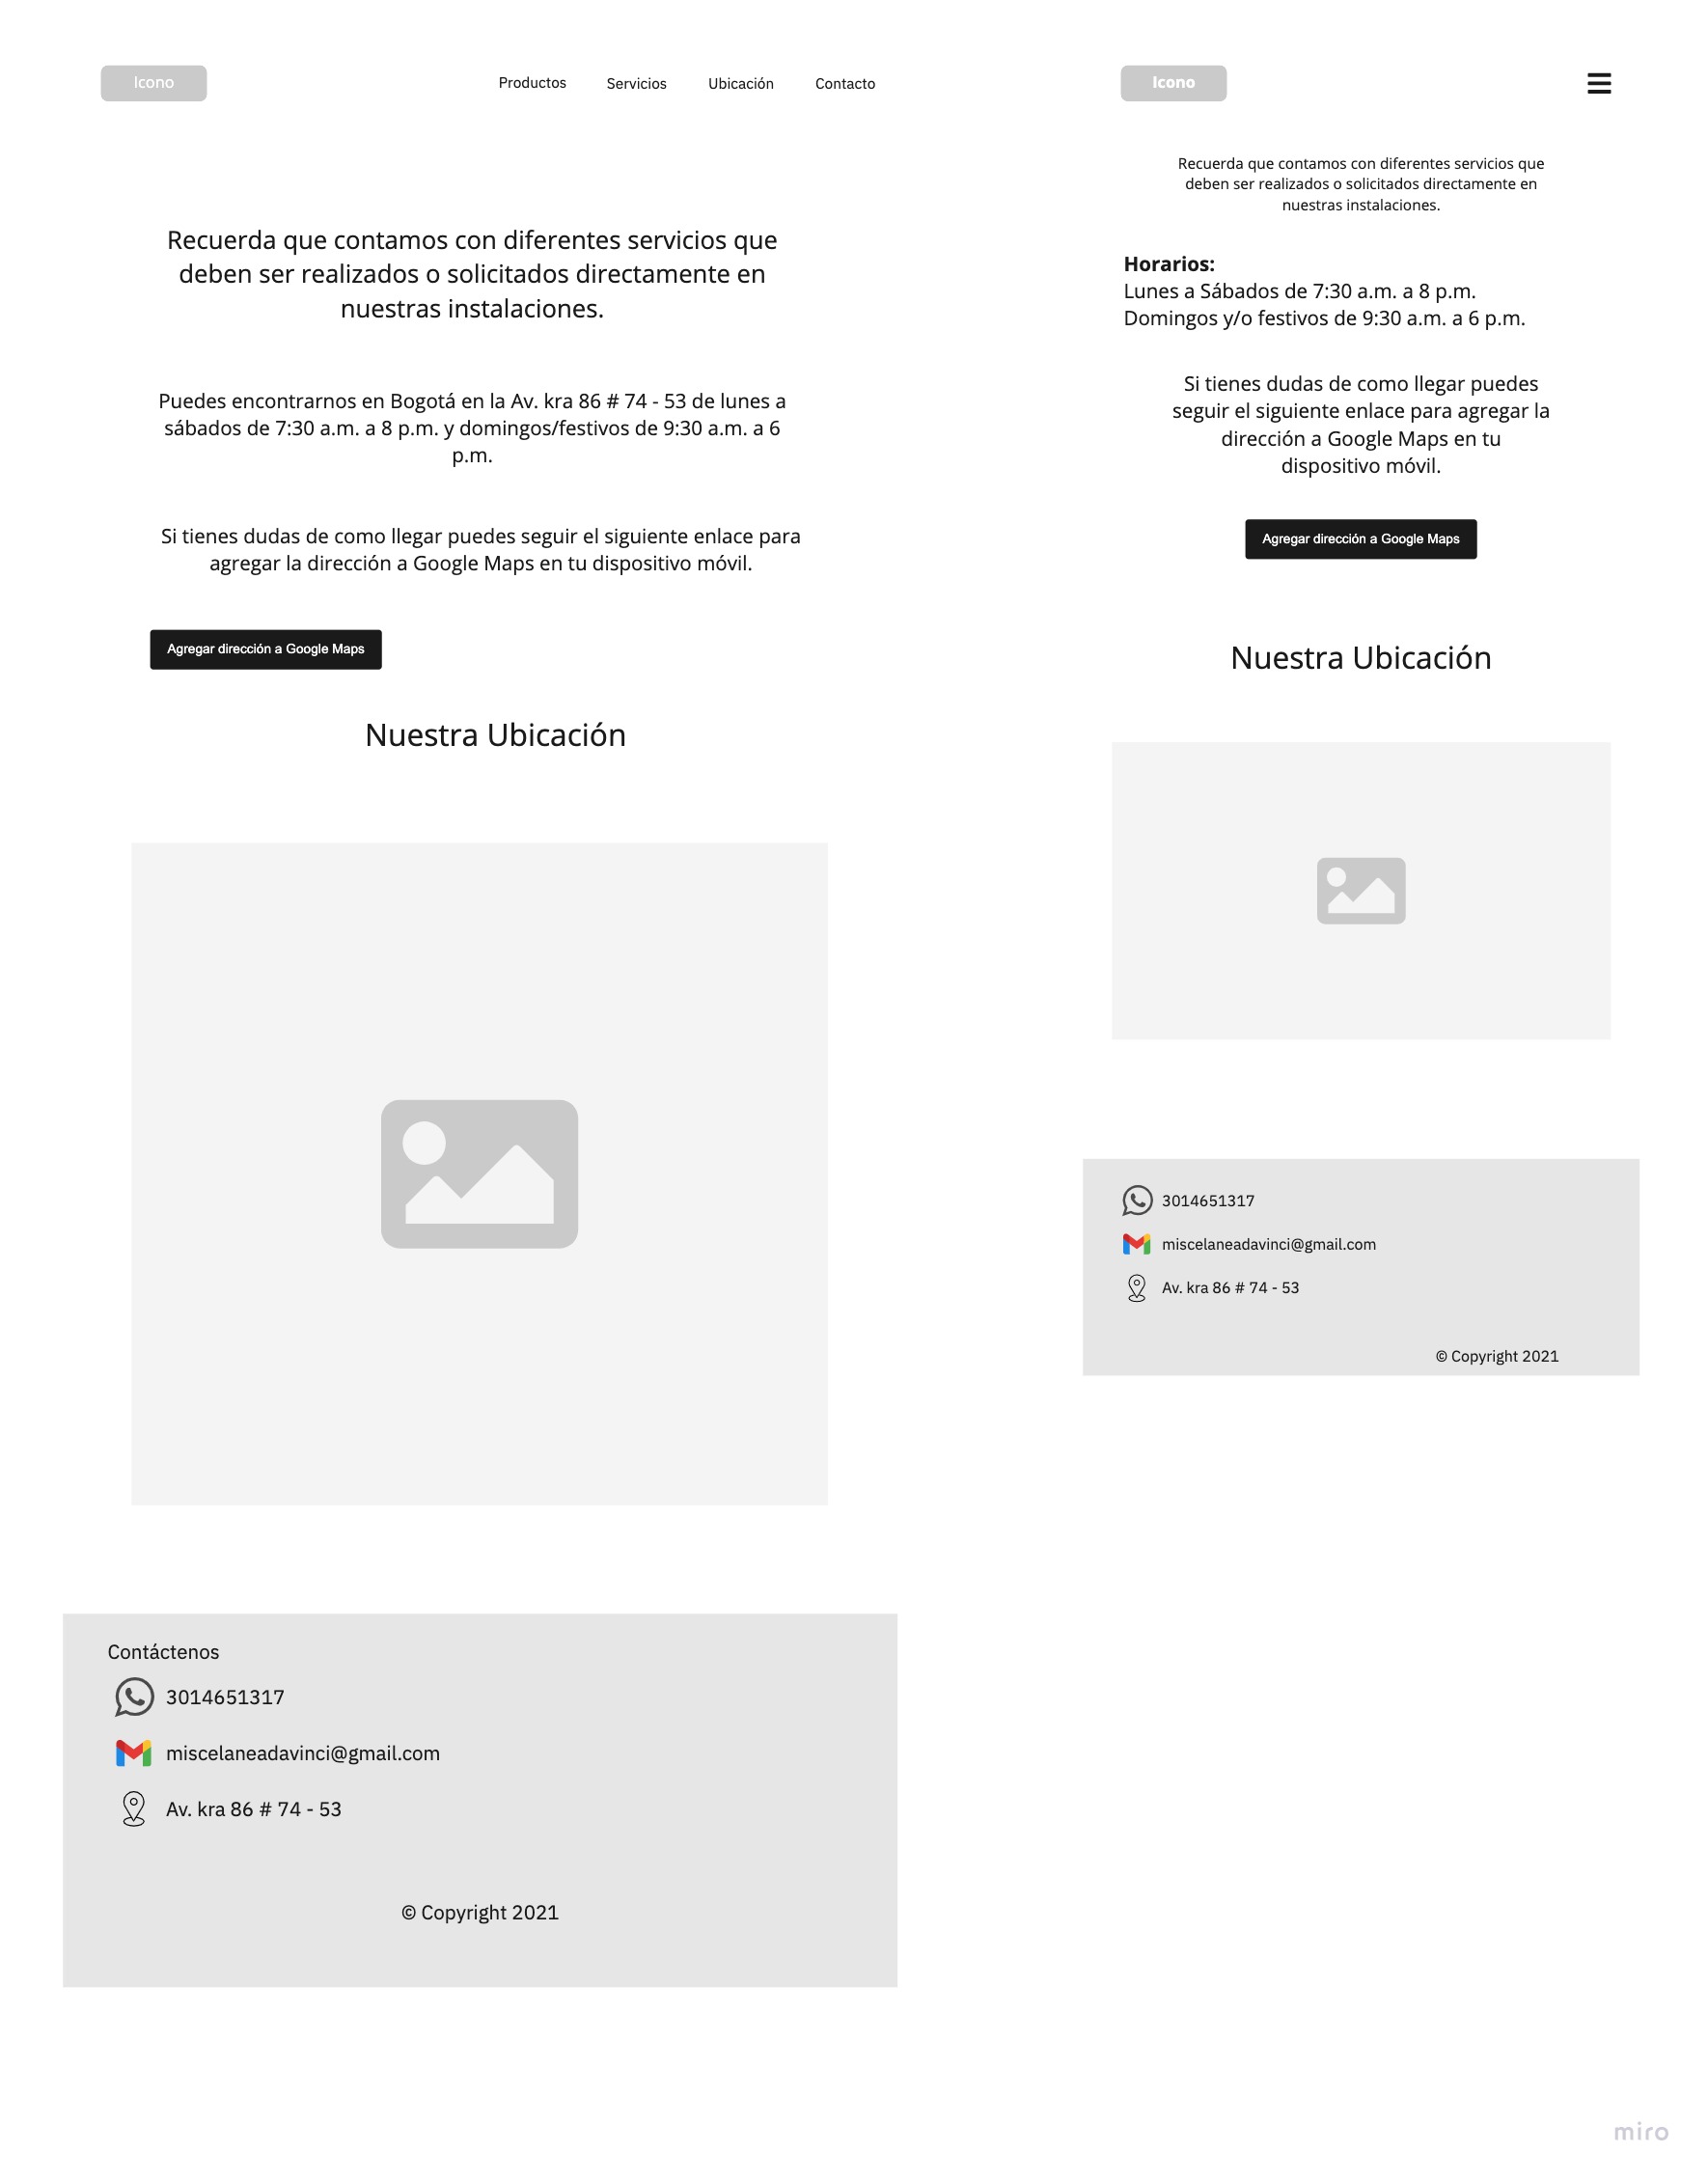 Icono
Productos
Servicios
Ubicación
Contacto
Recuerda que contamos con diferentes servicios que
deben ser realizados o solicitados directamente en
nuestras instalaciones.
Puedes encontrarnos en Bogotá en la Av. kra 86 # 74 - 53 de lunes a
sábados de 7:30 a.m. a 8 p.m. y domingos/festivos de 9:30 a.m. a 6
p.m.
Si tienes dudas de como llegar puedes seguir el siguiente enlace para
agregar la dirección a Google Maps en tu dispositivo móvil.
Agregar dirección a Google Maps
Nuestra Ubicación
Contáctenos
3014651317
miscelaneadavinci@gmail.com
Av. kra 86 # 74 - 53
© Copyright 2021
Icono
Recuerda que contamos con diferentes servicios que
deben ser realizados o solicitados directamente en
nuestras instalaciones.
Horarios:
Lunes a Sábados de 7:30 a.m. a 8 p.m.
Domingos y/o festivos de 9:30 a.m. a 6 p.m.
Si tienes dudas de como llegar puedes
seguir el siguiente enlace para agregar la
dirección a Google Maps en tu
dispositivo móvil.
Agregar dirección a Google Maps
Nuestra Ubicación
3014651317
miscelaneadavinci@gmail.com
Av. kra 86 # 74 - 53
© Copyright 2021
miro